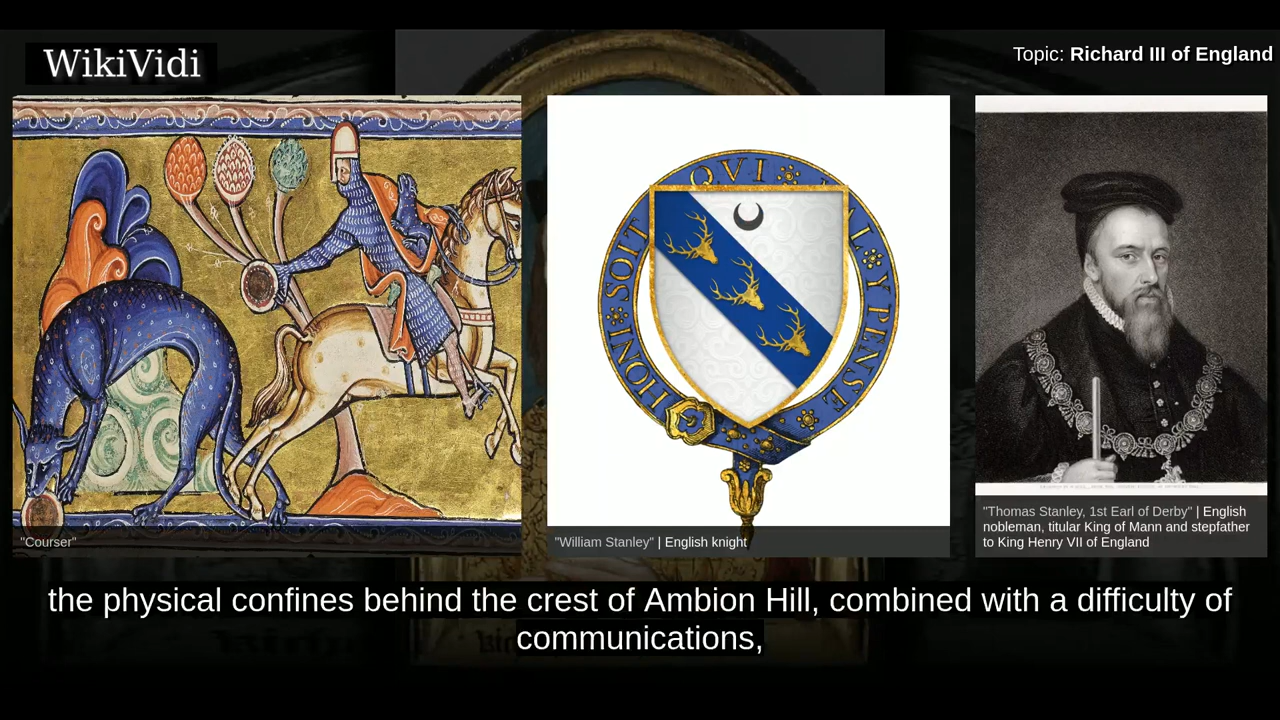 WikiVidi
Topic: Richard III of England
QVI
HONI SOIT
L Y PENSE
"Courser"
"William Stanley" | English knight
"Thomas Stanley, 1st Earl of Derby" | English
nobleman, titular King of Mann and stepfather
to King Henry VII of England
the physical confines behind the crest of Ambion Hill, combined with a difficulty of
communications,